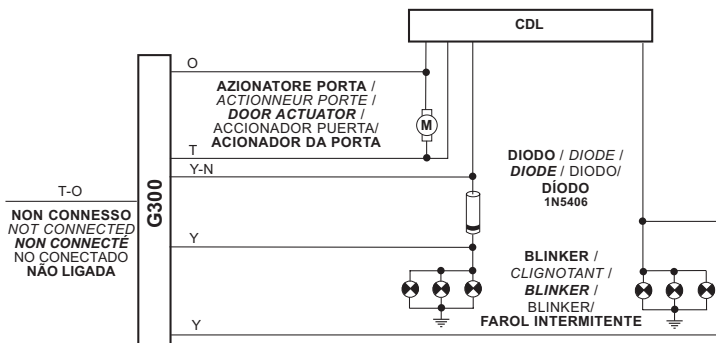 CDL
O
AZIONATORE PORTA /
ACTIONNEUR PORTE /
DOOR ACTUATOR /
ACCIONADOR PUERTA/
ACIONADOR DA PORTA
M
T
Y-N
DIODO / DIODE /
DIODE / DIODO/
DÍODO
1N5406
T-O
G300
NON CONNESSO
NOT CONNECTED
NON CONNECTÉ
NO CONECTADO
NÃO LIGADA
Y
BLINKER /
CLIGNOTANT /
BLINKER /
BLINKER/
FAROL INTERMITENTE
Y